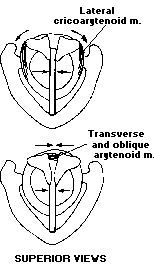 Lateral
cricoarytenoid m.
Transverse
and oblique
arytenoid m.
SUPERIOR VIEWS